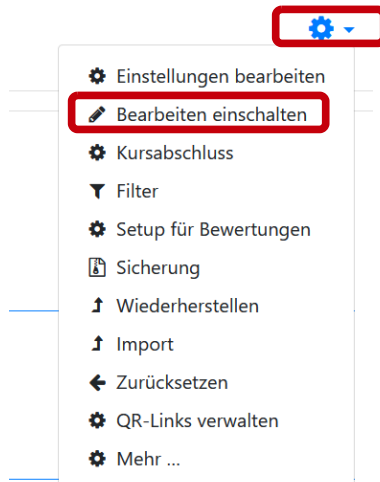 Einstellungen bearbeiten
Bearbeiten einschalten
Kursabschluss
Filter
Setup für Bewertungen
Sicherung
Wiederherstellen
Import
Zurücksetzen
QR-Links verwalten
Mehr ...